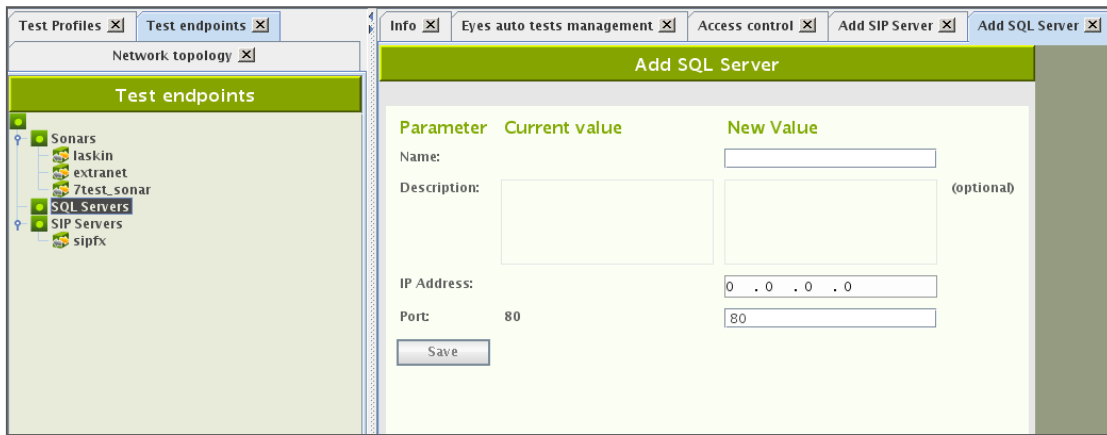 Test Profiles
Test endpoints
Network topology
Test endpoints
Sonars
laskin
extranet
7test_sonar
SQL Servers
SIP Servers
sipfx
Info
Eyes auto tests management
Access control
Add SIP Server
Add SQL Server
Add SQL Server
Parameter Current value New Value
Name:
Description: (optional)
IP Address: 0 . 0 . 0 . 0
Port: 80 80
Save